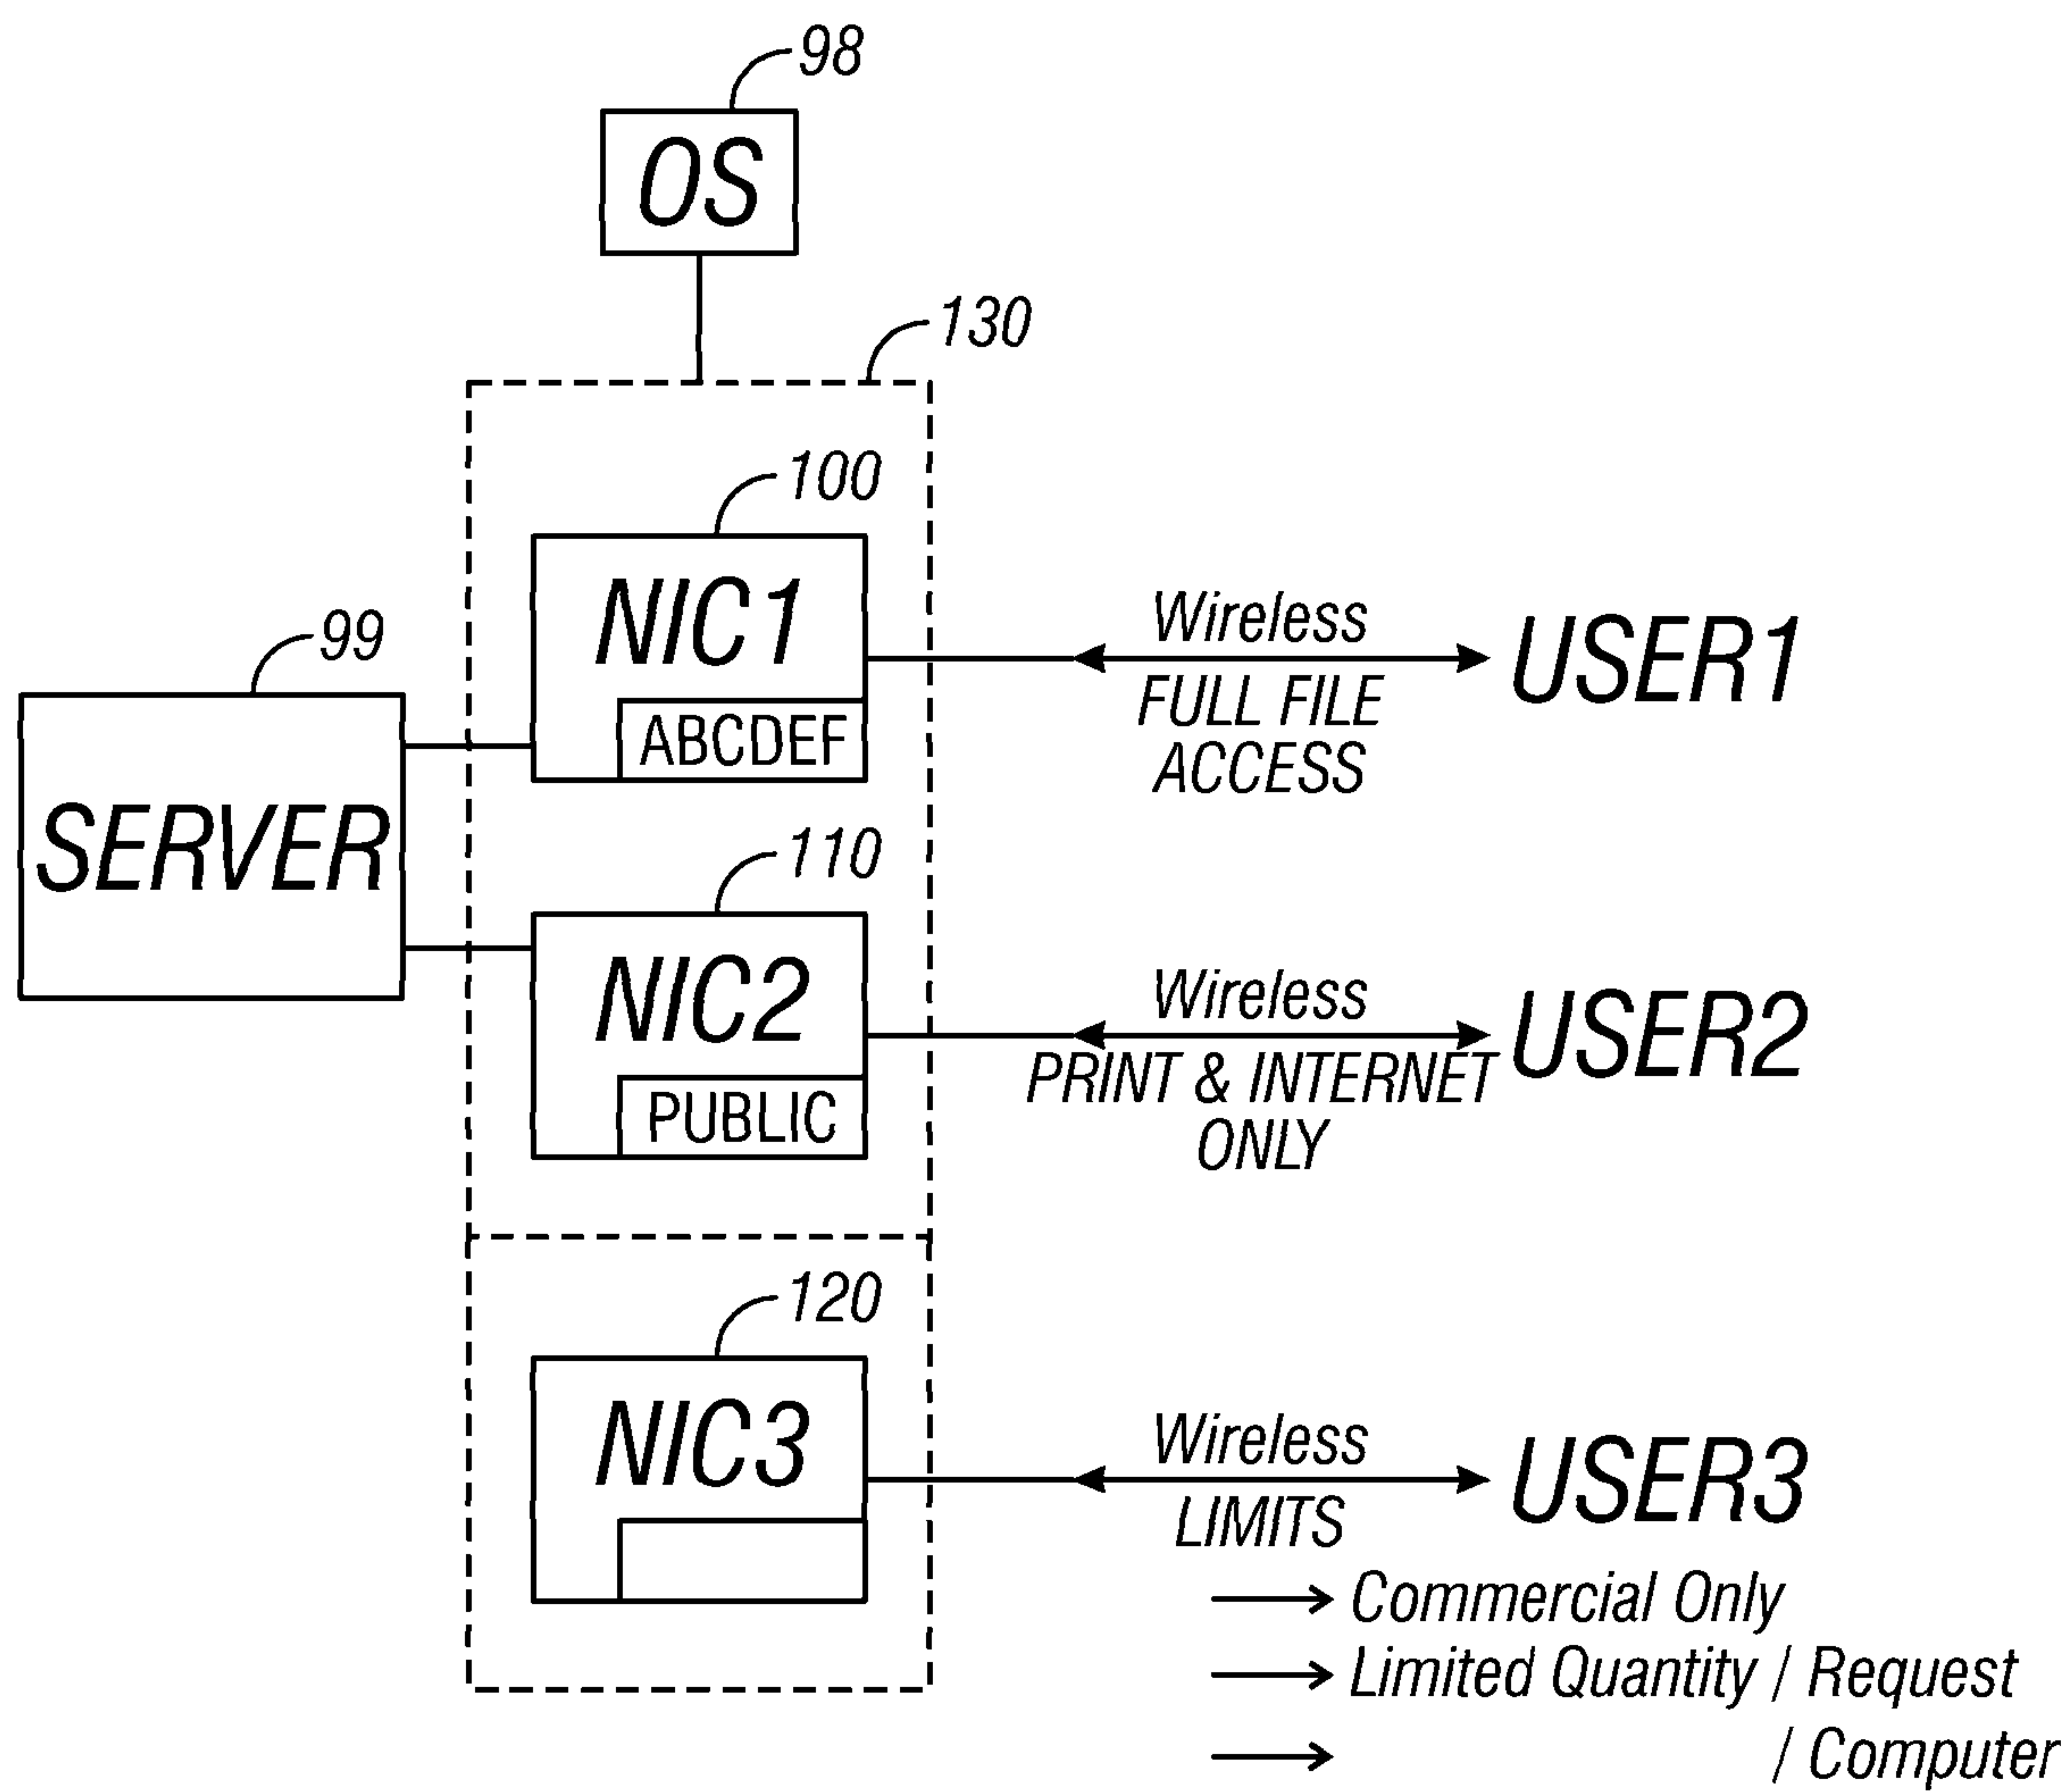 98
OS
130
100
NIC1
ABCDEF
99
SERVER
Wireless
FULL FILE
ACCESS
USER1
110
NIC2
PUBLIC
Wireless
PRINT & INTERNET
ONLY
USER2
120
NIC3
Wireless
LIMITS
USER3
Commercial Only
Limited Quantity / Request
/ Computer